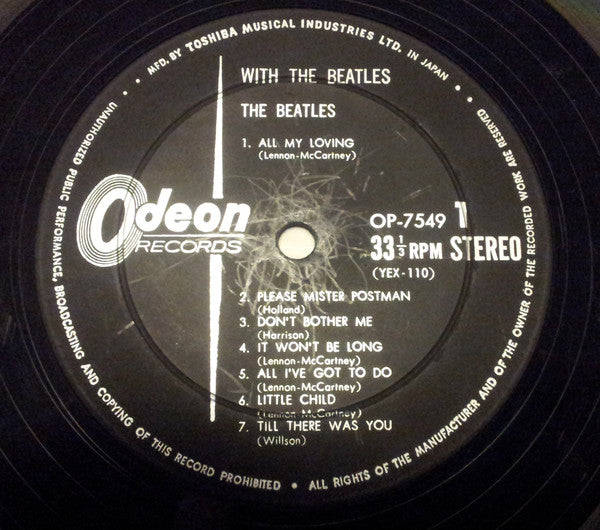 • MFD. BY TOSHIBA MUSICAL INDUSTRIES LTD. IN JAPAN •
WITH THE BEATLES
THE BEATLES
1. ALL MY LOVING
(Lennon-McCartney)
Odeon
RECORDS
OP-7549 1
33 1/3 RPM STEREO
(YEX-110)
2. PLEASE MISTER POSTMAN
(Holland)
3. DON'T BOTHER ME
(Harrison)
4. IT WON'T BE LONG
(Lennon-McCartney)
5. ALL I'VE GOT TO DO
(Lennon-McCartney)
6. LITTLE CHILD
(Lennon-McCartney)
7. TILL THERE WAS YOU
(Willson)
UNAUTHORIZED PUBLIC PERFORMANCE, BROADCASTING AND COPYING OF THIS RECORD PROHIBITED • ALL RIGHTS OF THE MANUFACTURER AND OF THE OWNER OF THE RECORDED WORK ARE RESERVED